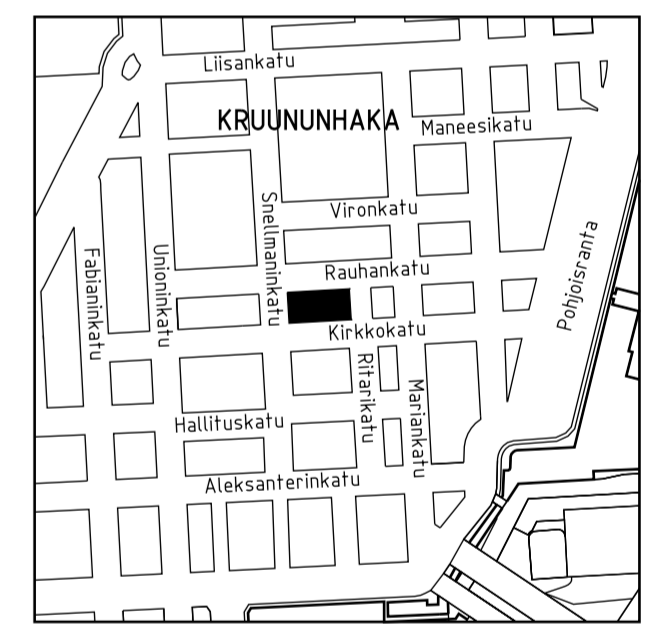 Liisankatu
KRUUNUNHAKA
Maneesikatu
Vironkatu
Snellmaninkatu
Fabianinkatu
Unioninkatu
Rauhankatu
Pohjoisranta
Kirkkokatu
Ritarikatu
Mariankatu
Hallituskatu
Aleksanterinkatu